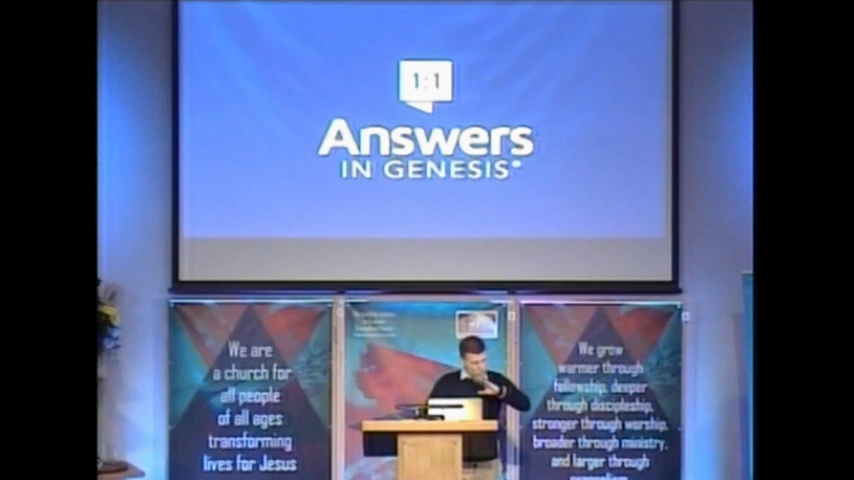 1:1
Answers
IN GENESIS
We are
a church for
all people
of all ages
transforming
lives for Jesus
We grow
warmer through
fellowship, deeper
through discipleship,
stronger through worship,
broader through ministry,
and larger through
evangelism